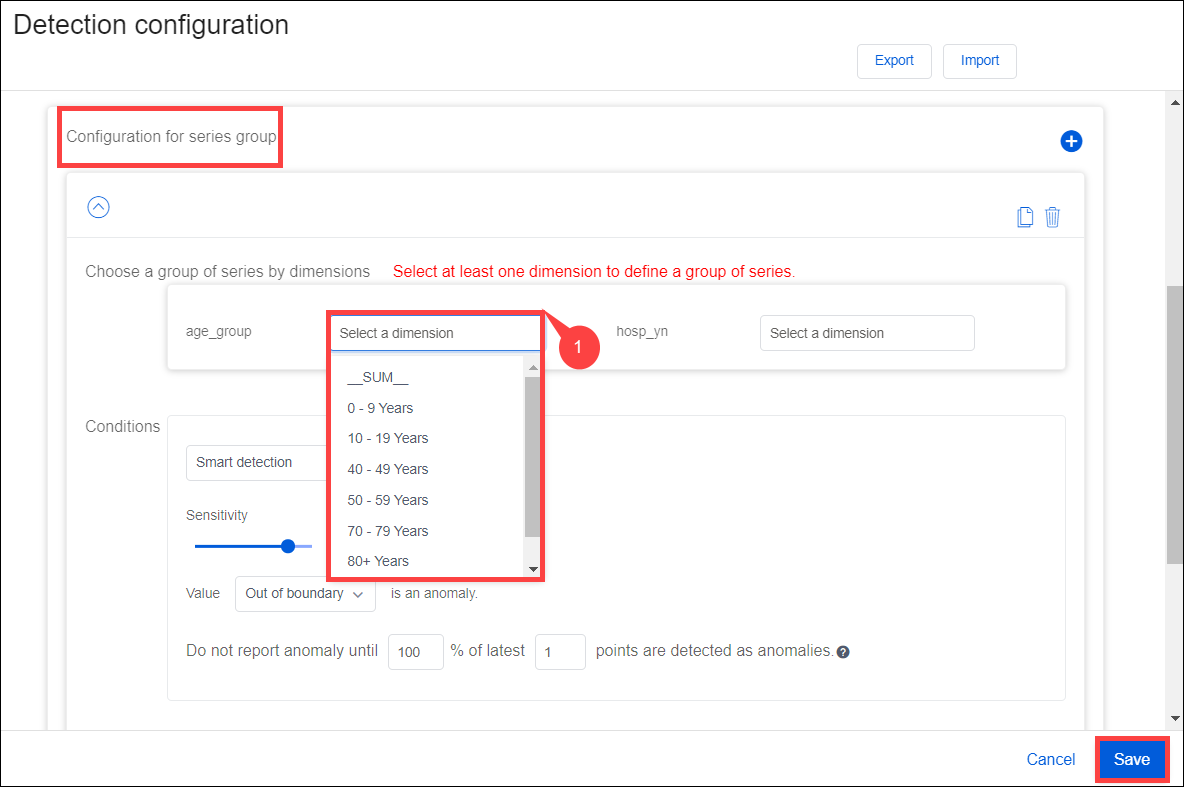 Detection configuration
Export
Import
Configuration for series group
Choose a group of series by dimensions Select at least one dimension to define a group of series.
age_group
Select a dimension
1
hosp_yn
Select a dimension
__SUM__
0 - 9 Years
10 - 19 Years
40 - 49 Years
50 - 59 Years
70 - 79 Years
80+ Years
Conditions
Smart detection
Sensitivity
Value Out of boundary is an anomaly.
Do not report anomaly until 100 % of latest 1 points are detected as anomalies. ?
Cancel
Save